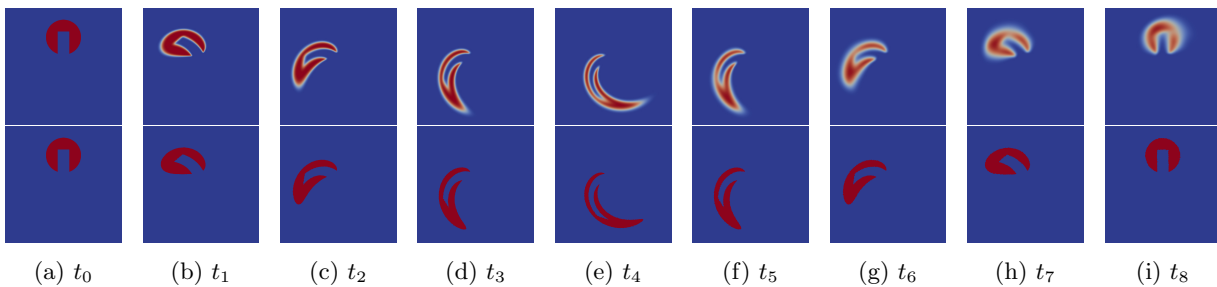 (a) t₀ (b) t₁ (c) t₂ (d) t₃ (e) t₄ (f) t₅ (g) t₆ (h) t₇ (i) t₈